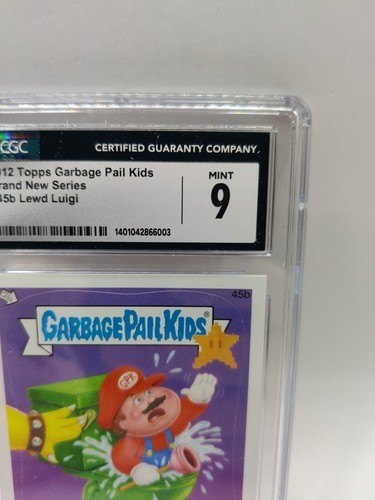 CGC
CERTIFIED GUARANTY COMPANY,
012 Topps Garbage Pail Kids
rand New Series
45b Lewd Luigi
MINT
9
1401042866003
45b
GARBAGE PAIL KIDS®
GPK